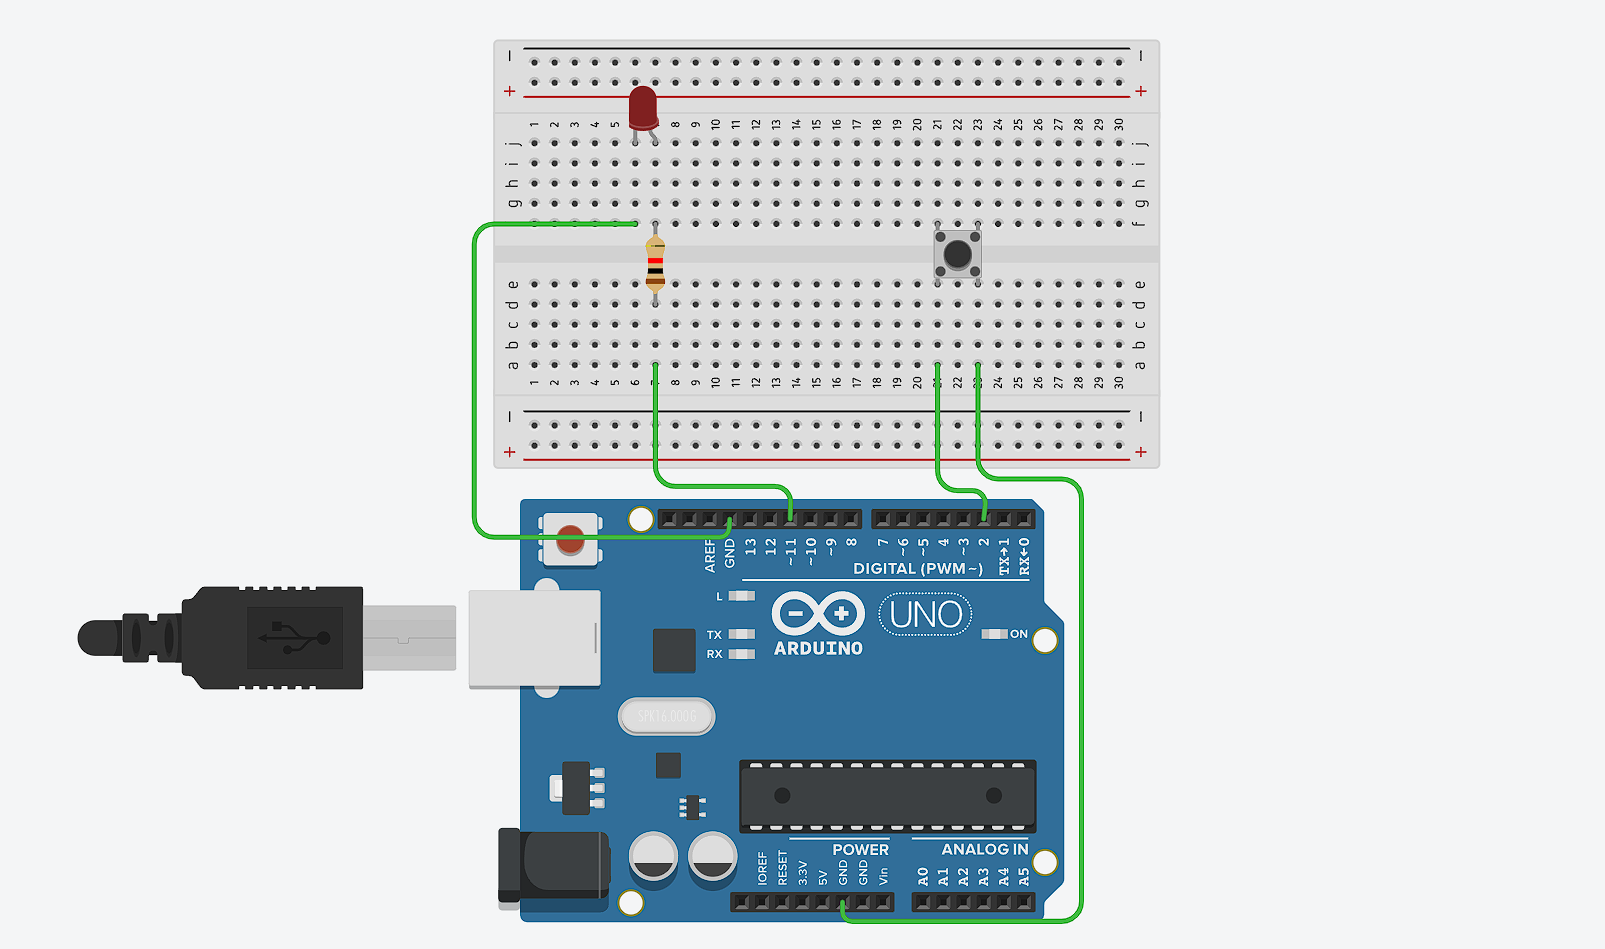 − −
+ +
1 2 3 4 5 8 9 10 11 12 13 14 15 16 17 18 19 20 21 22 23 24 25 26 27 28 29 30
j j
i i
h h
g g
f f
e e
d d
c c
b b
a a
1 2 3 4 5 6 7 8 9 10 11 12 13 14 15 16 17 18 19 20 22 24 25 26 27 28 29 30
− −
+ +
AREF GND 13 12 ~11 ~10 ~9 8 7 ~6 ~5 4 ~3 2 TX→1 RX←0
DIGITAL (PWM ~)
L
UNO
TX
ON
RX
ARDUINO
SPK16.000G
POWER ANALOG IN
IOREF RESET 3.3V 5V GND GND Vin A0 A1 A2 A3 A4 A5